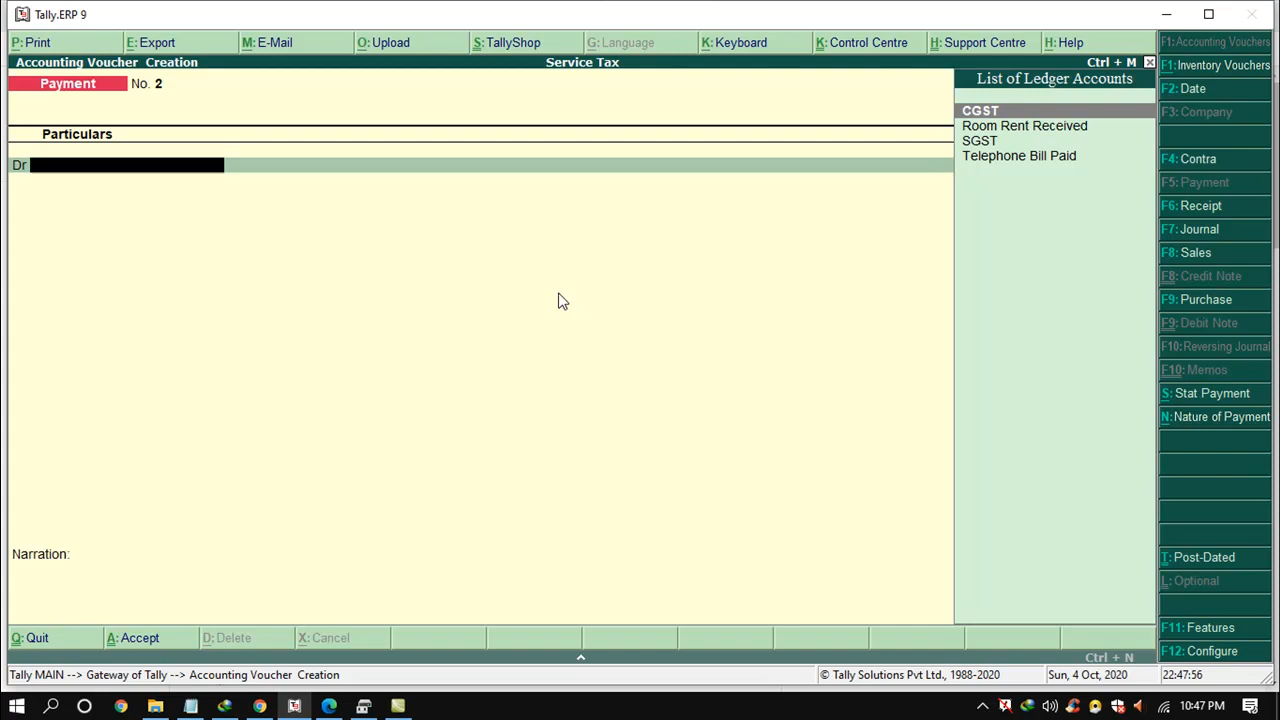 Tally.ERP 9
P: Print
E: Export
M: E-Mail
O: Upload
S: TallyShop
G: Language
K: Keyboard
K: Control Centre
H: Support Centre
H: Help
F1: Accounting Vouchers
Accounting Voucher Creation
Service Tax
Ctrl + M
F1: Inventory Vouchers
Payment No. 2
List of Ledger Accounts
F2: Date
CGST
F3: Company
Room Rent Received
Particulars
SGST
Telephone Bill Paid
F4: Contra
Dr
F5: Payment
F6: Receipt
F7: Journal
F8: Sales
F8: Credit Note
F9: Purchase
F9: Debit Note
F10: Reversing Journal
F10: Memos
S: Stat Payment
N: Nature of Payment
Narration:
T: Post-Dated
L: Optional
F11: Features
Q: Quit
A: Accept
D: Delete
X: Cancel
F12: Configure
Ctrl + N
Tally MAIN --> Gateway of Tally --> Accounting Voucher Creation
© Tally Solutions Pvt Ltd., 1988-2020
Sun, 4 Oct, 2020
22:47:56
10:47 PM